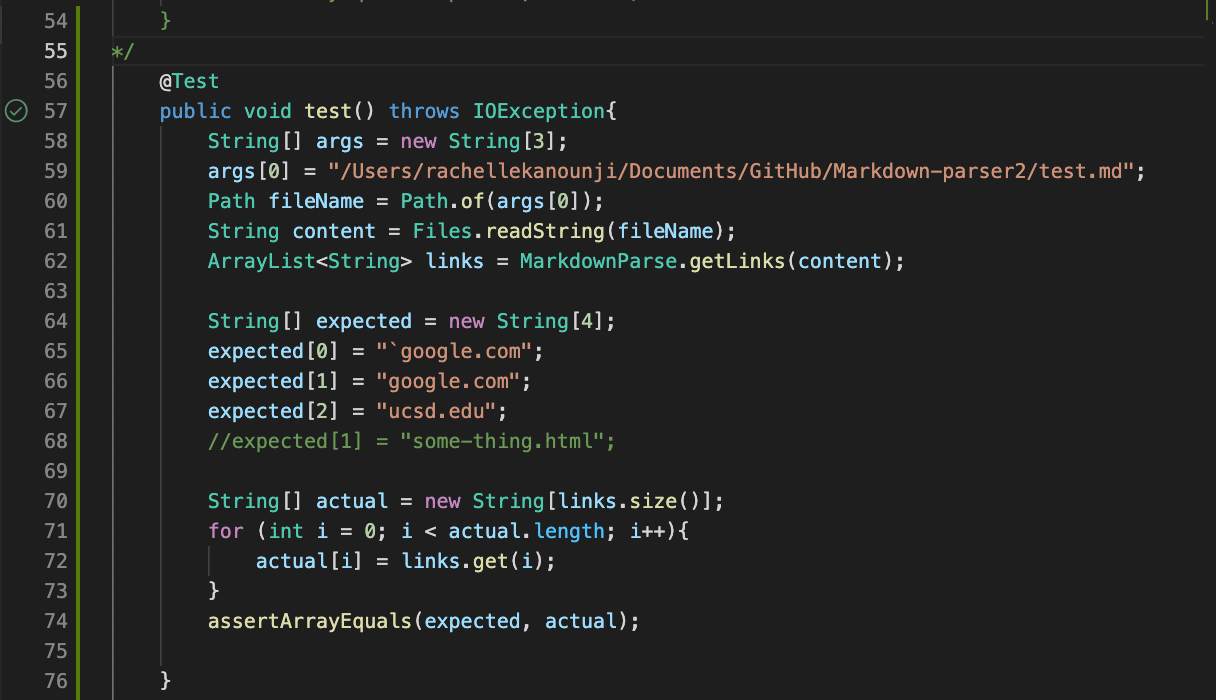 54 }
55 */
56 @Test
57 public void test() throws IOException{
58 String[] args = new String[3];
59 args[0] = "/Users/rachellekanounji/Documents/GitHub/Markdown-parser2/test.md";
60 Path fileName = Path.of(args[0]);
61 String content = Files.readString(fileName);
62 ArrayList<String> links = MarkdownParse.getLinks(content);
63
64 String[] expected = new String[4];
65 expected[0] = "`google.com";
66 expected[1] = "google.com";
67 expected[2] = "ucsd.edu";
68 //expected[1] = "some-thing.html";
69
70 String[] actual = new String[links.size()];
71 for (int i = 0; i < actual.length; i++){
72 actual[i] = links.get(i);
73 }
74 assertArrayEquals(expected, actual);
75
76 }